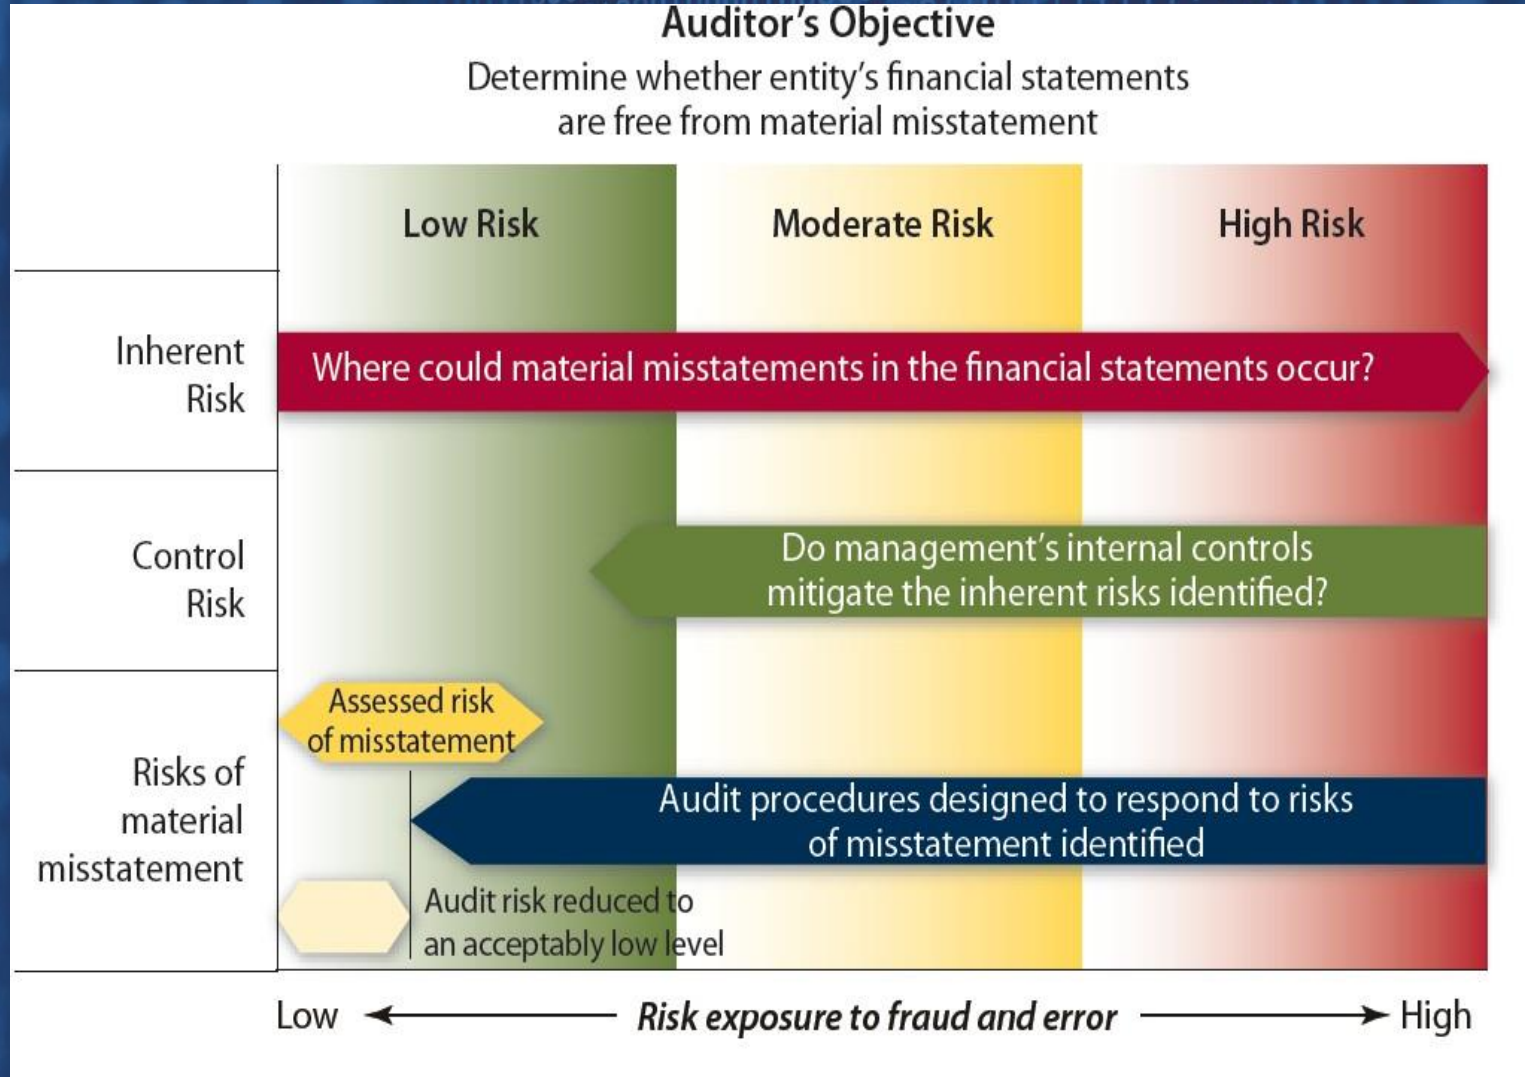 Auditor’s Objective
Determine whether entity’s financial statements
are free from material misstatement
Low Risk
Moderate Risk
High Risk
Inherent
Risk
Where could material misstatements in the financial statements occur?
Control
Risk
Do management’s internal controls
mitigate the inherent risks identified?
Risks of
material
misstatement
Assessed risk
of misstatement
Audit procedures designed to respond to risks
of misstatement identified
Audit risk reduced to
an acceptably low level
Low
Risk exposure to fraud and error
High